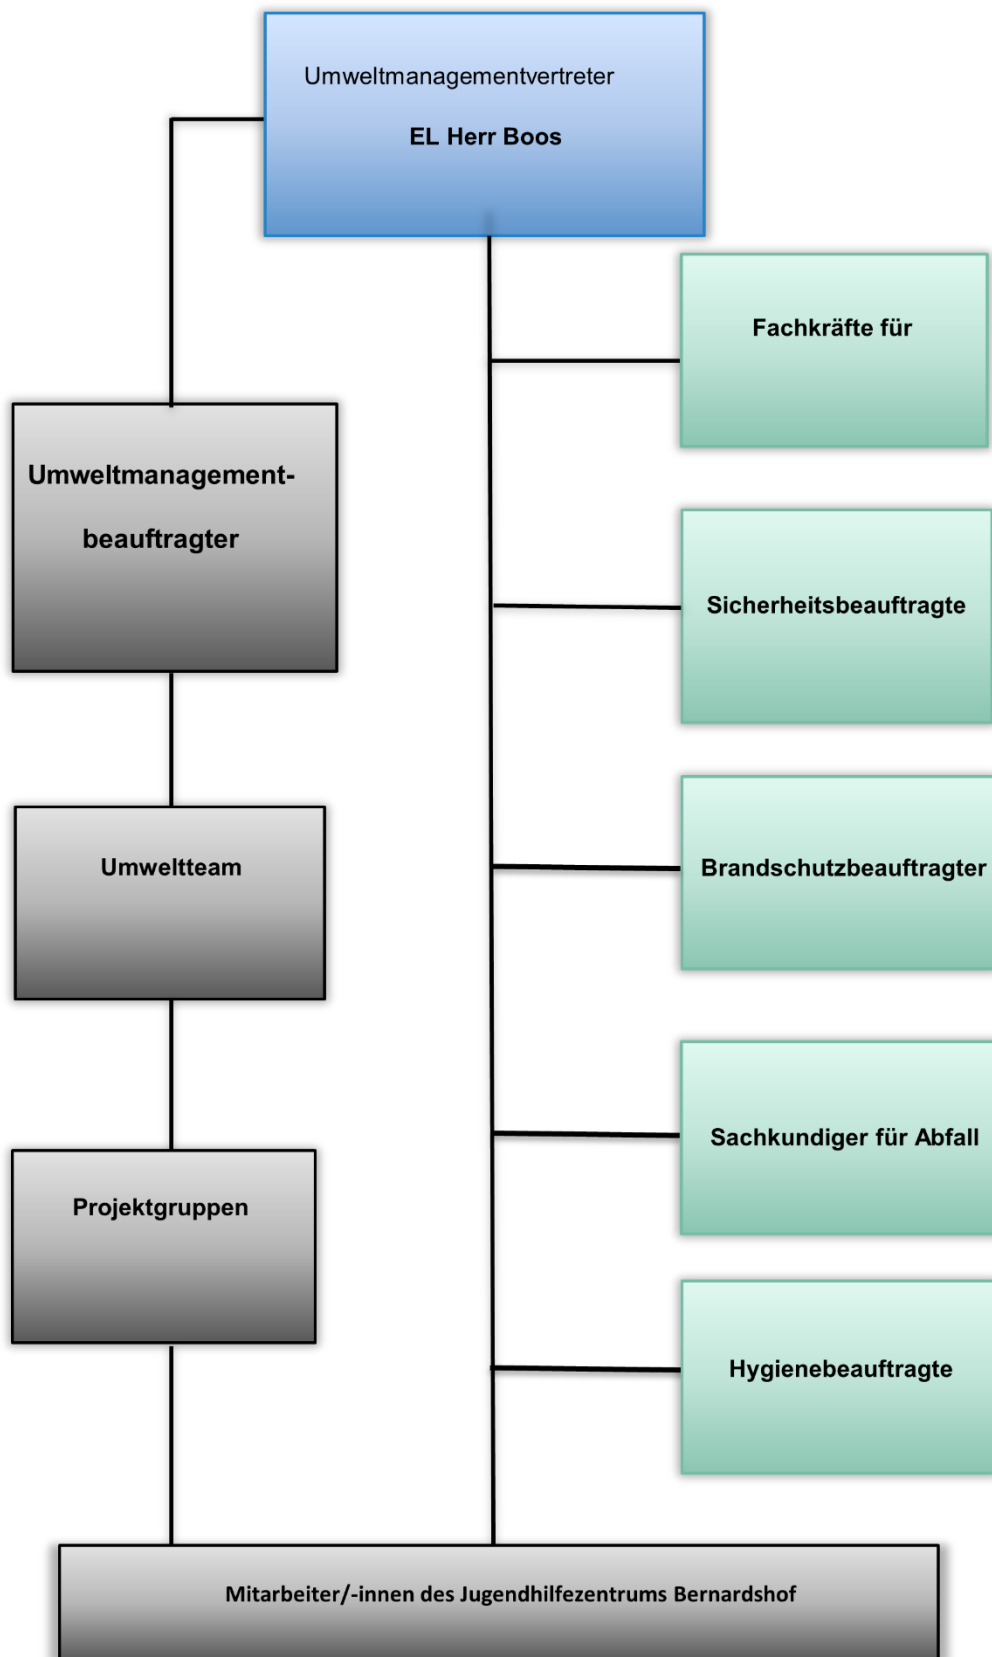 Umweltmanagementvertreter
EL Herr Boos
Fachkräfte für
Umweltmanagement-
beauftragter
Sicherheitsbeauftragte
Umweltteam
Brandschutzbeauftragter
Sachkundiger für Abfall
Projektgruppen
Hygienebeauftragte
Mitarbeiter/-innen des Jugendhilfezentrums Bernardshof